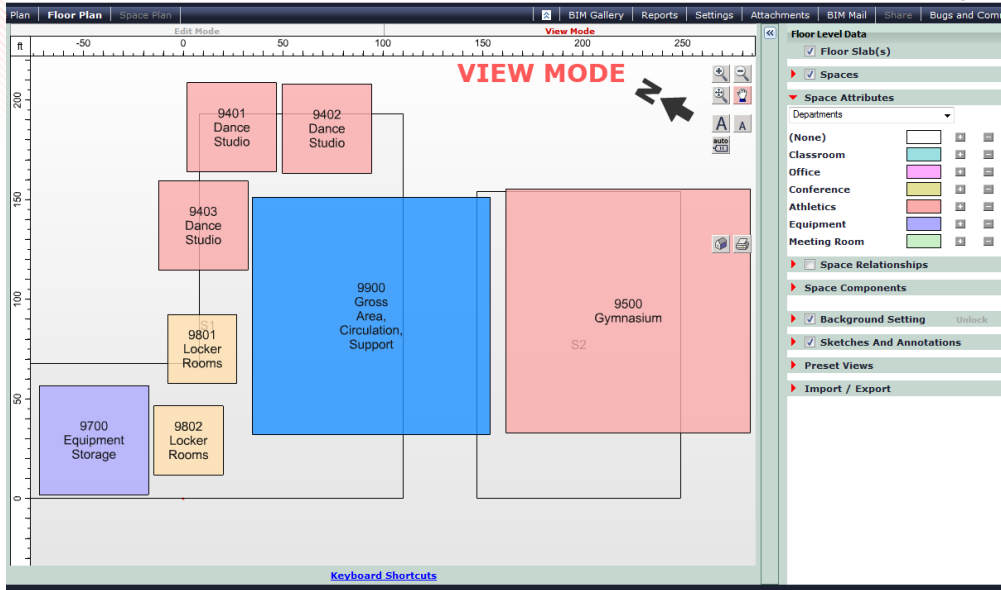 Plan Floor Plan Space Plan BIM Gallery Reports Settings Attachments BIM Mail Share Bugs and Com
Edit Mode View Mode
ft -50 0 50 100 150 200 250
VIEW MODE
N
A A
auto
200
150
100
50
0
9401
Dance
Studio
9402
Dance
Studio
9403
Dance
Studio
9900
Gross
Area,
Circulation,
Support
9500
Gymnasium
S1
S2
9801
Locker
Rooms
9700
Equipment
Storage
9802
Locker
Rooms
Keyboard Shortcuts
Floor Level Data
Floor Slab(s)
Spaces
Space Attributes
Departments
(None)
Classroom
Office
Conference
Athletics
Equipment
Meeting Room
Space Relationships
Space Components
Background Setting Unlock
Sketches And Annotations
Preset Views
Import / Export